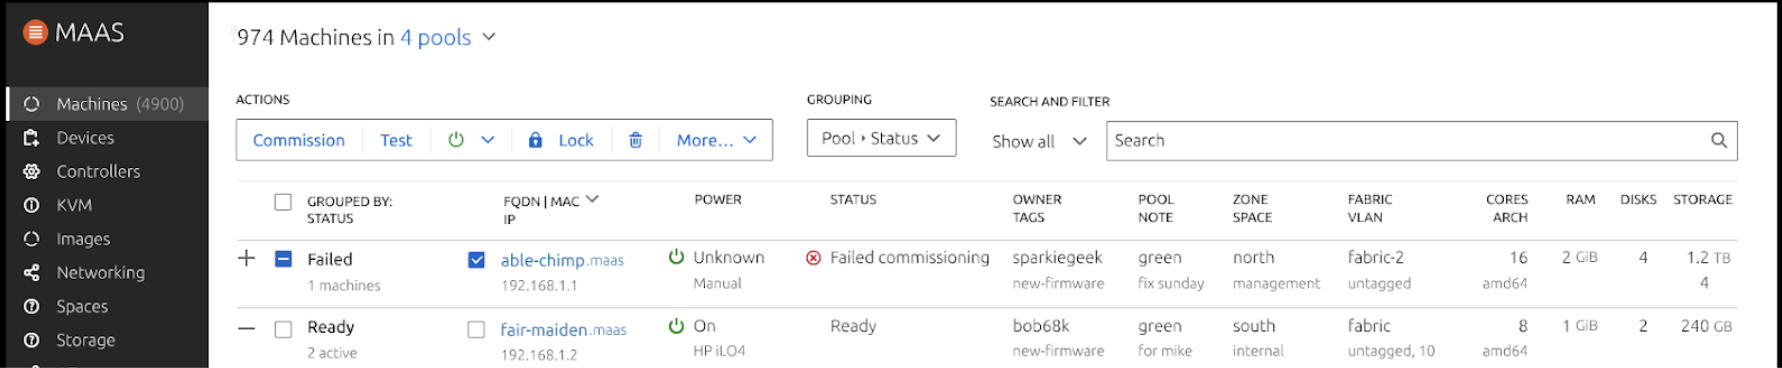 MAAS
974 Machines in 4 pools
Machines (4900)
Devices
Controllers
KVM
Images
Networking
Spaces
Storage
ACTIONS
Commission Test Lock More...
GROUPING
Pool ‣ Status
SEARCH AND FILTER
Show all Search
GROUPED BY: STATUS
FQDN | MAC IP
POWER
STATUS
OWNER TAGS
POOL NOTE
ZONE SPACE
FABRIC VLAN
CORES ARCH
RAM
DISKS
STORAGE
Failed able-chimp.maas Unknown Failed commissioning sparkiegeek green north fabric-2 16 2 GiB 4 1.2 TB
1 machines 192.168.1.1 Manual new-firmware fix sunday management untagged amd64 4
Ready fair-maiden.maas On Ready bob68k green south fabric 8 1 GiB 2 240 GB
2 active 192.168.1.2 HP iLO4 new-firmware for mike internal untagged, 10 amd64